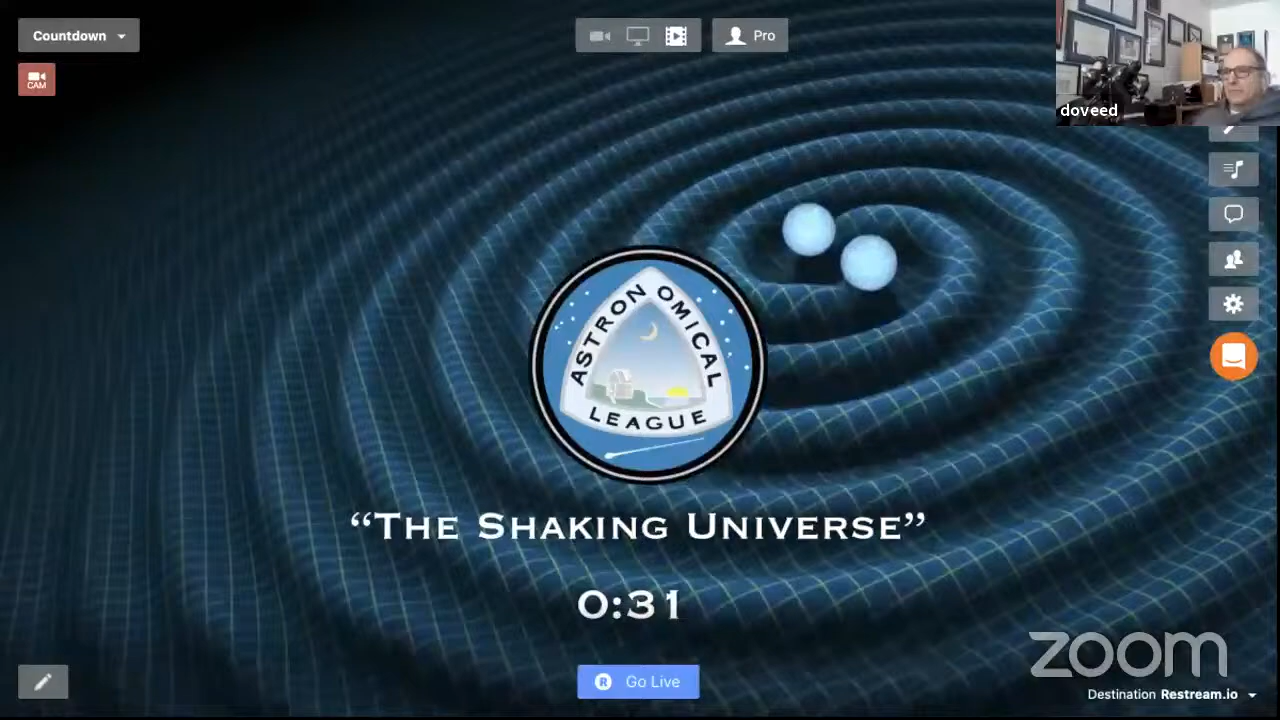 Countdown
CAM
Pro
doveed
ASTRONOMICAL
LEAGUE
“THE SHAKING UNIVERSE”
0:31
R Go Live
zoom
Destination Restream.io